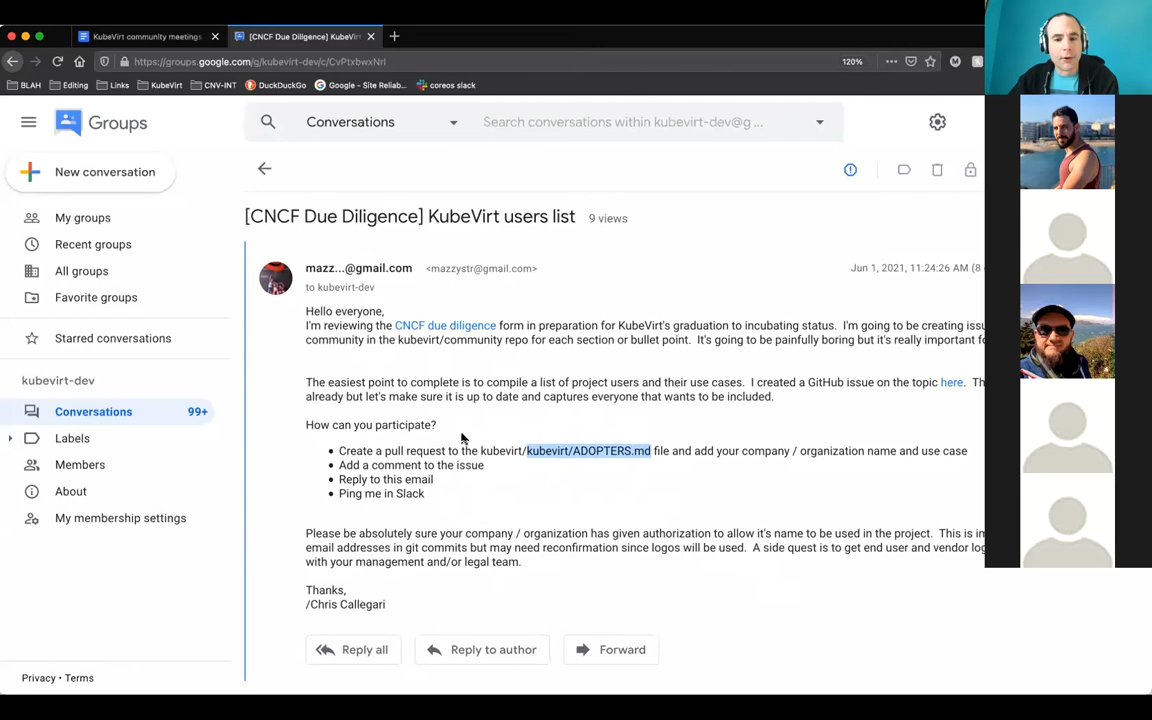 KubeVirt community meetings
[CNCF Due Diligence] KubeVirt
https://groups.google.com/g/kubevirt-dev/c/CvPtxbwxNrI
120%
BLAH
Editing
Links
KubeVirt
CNV-INT
DuckDuckGo
Google - Site Reliab...
coreos slack
Groups
Conversations
Search conversations within kubevirt-dev@g ...
New conversation
My groups
Recent groups
All groups
Favorite groups
Starred conversations
kubevirt-dev
Conversations 99+
Labels
Members
About
My membership settings
Privacy • Terms
[CNCF Due Diligence] KubeVirt users list 9 views
mazz...@gmail.com <mazzystr@gmail.com> Jun 1, 2021, 11:24:26 AM (8
to kubevirt-dev
Hello everyone,
I'm reviewing the CNCF due diligence form in preparation for KubeVirt's graduation to incubating status. I'm going to be creating issu
community in the kubevirt/community repo for each section or bullet point. It's going to be painfully boring but it's really important f
The easiest point to complete is to compile a list of project users and their use cases. I created a GitHub issue on the topic here. Th
already but let's make sure it is up to date and captures everyone that wants to be included.
How can you participate?
• Create a pull request to the kubevirt/kubevirt/ADOPTERS.md file and add your company / organization name and use case
• Add a comment to the issue
• Reply to this email
• Ping me in Slack
Please be absolutely sure your company / organization has given authorization to allow it's name to be used in the project. This is im
email addresses in git commits but may need reconfirmation since logos will be used. A side quest is to get end user and vendor log
with your management and/or legal team.
Thanks,
/Chris Callegari
Reply all
Reply to author
Forward